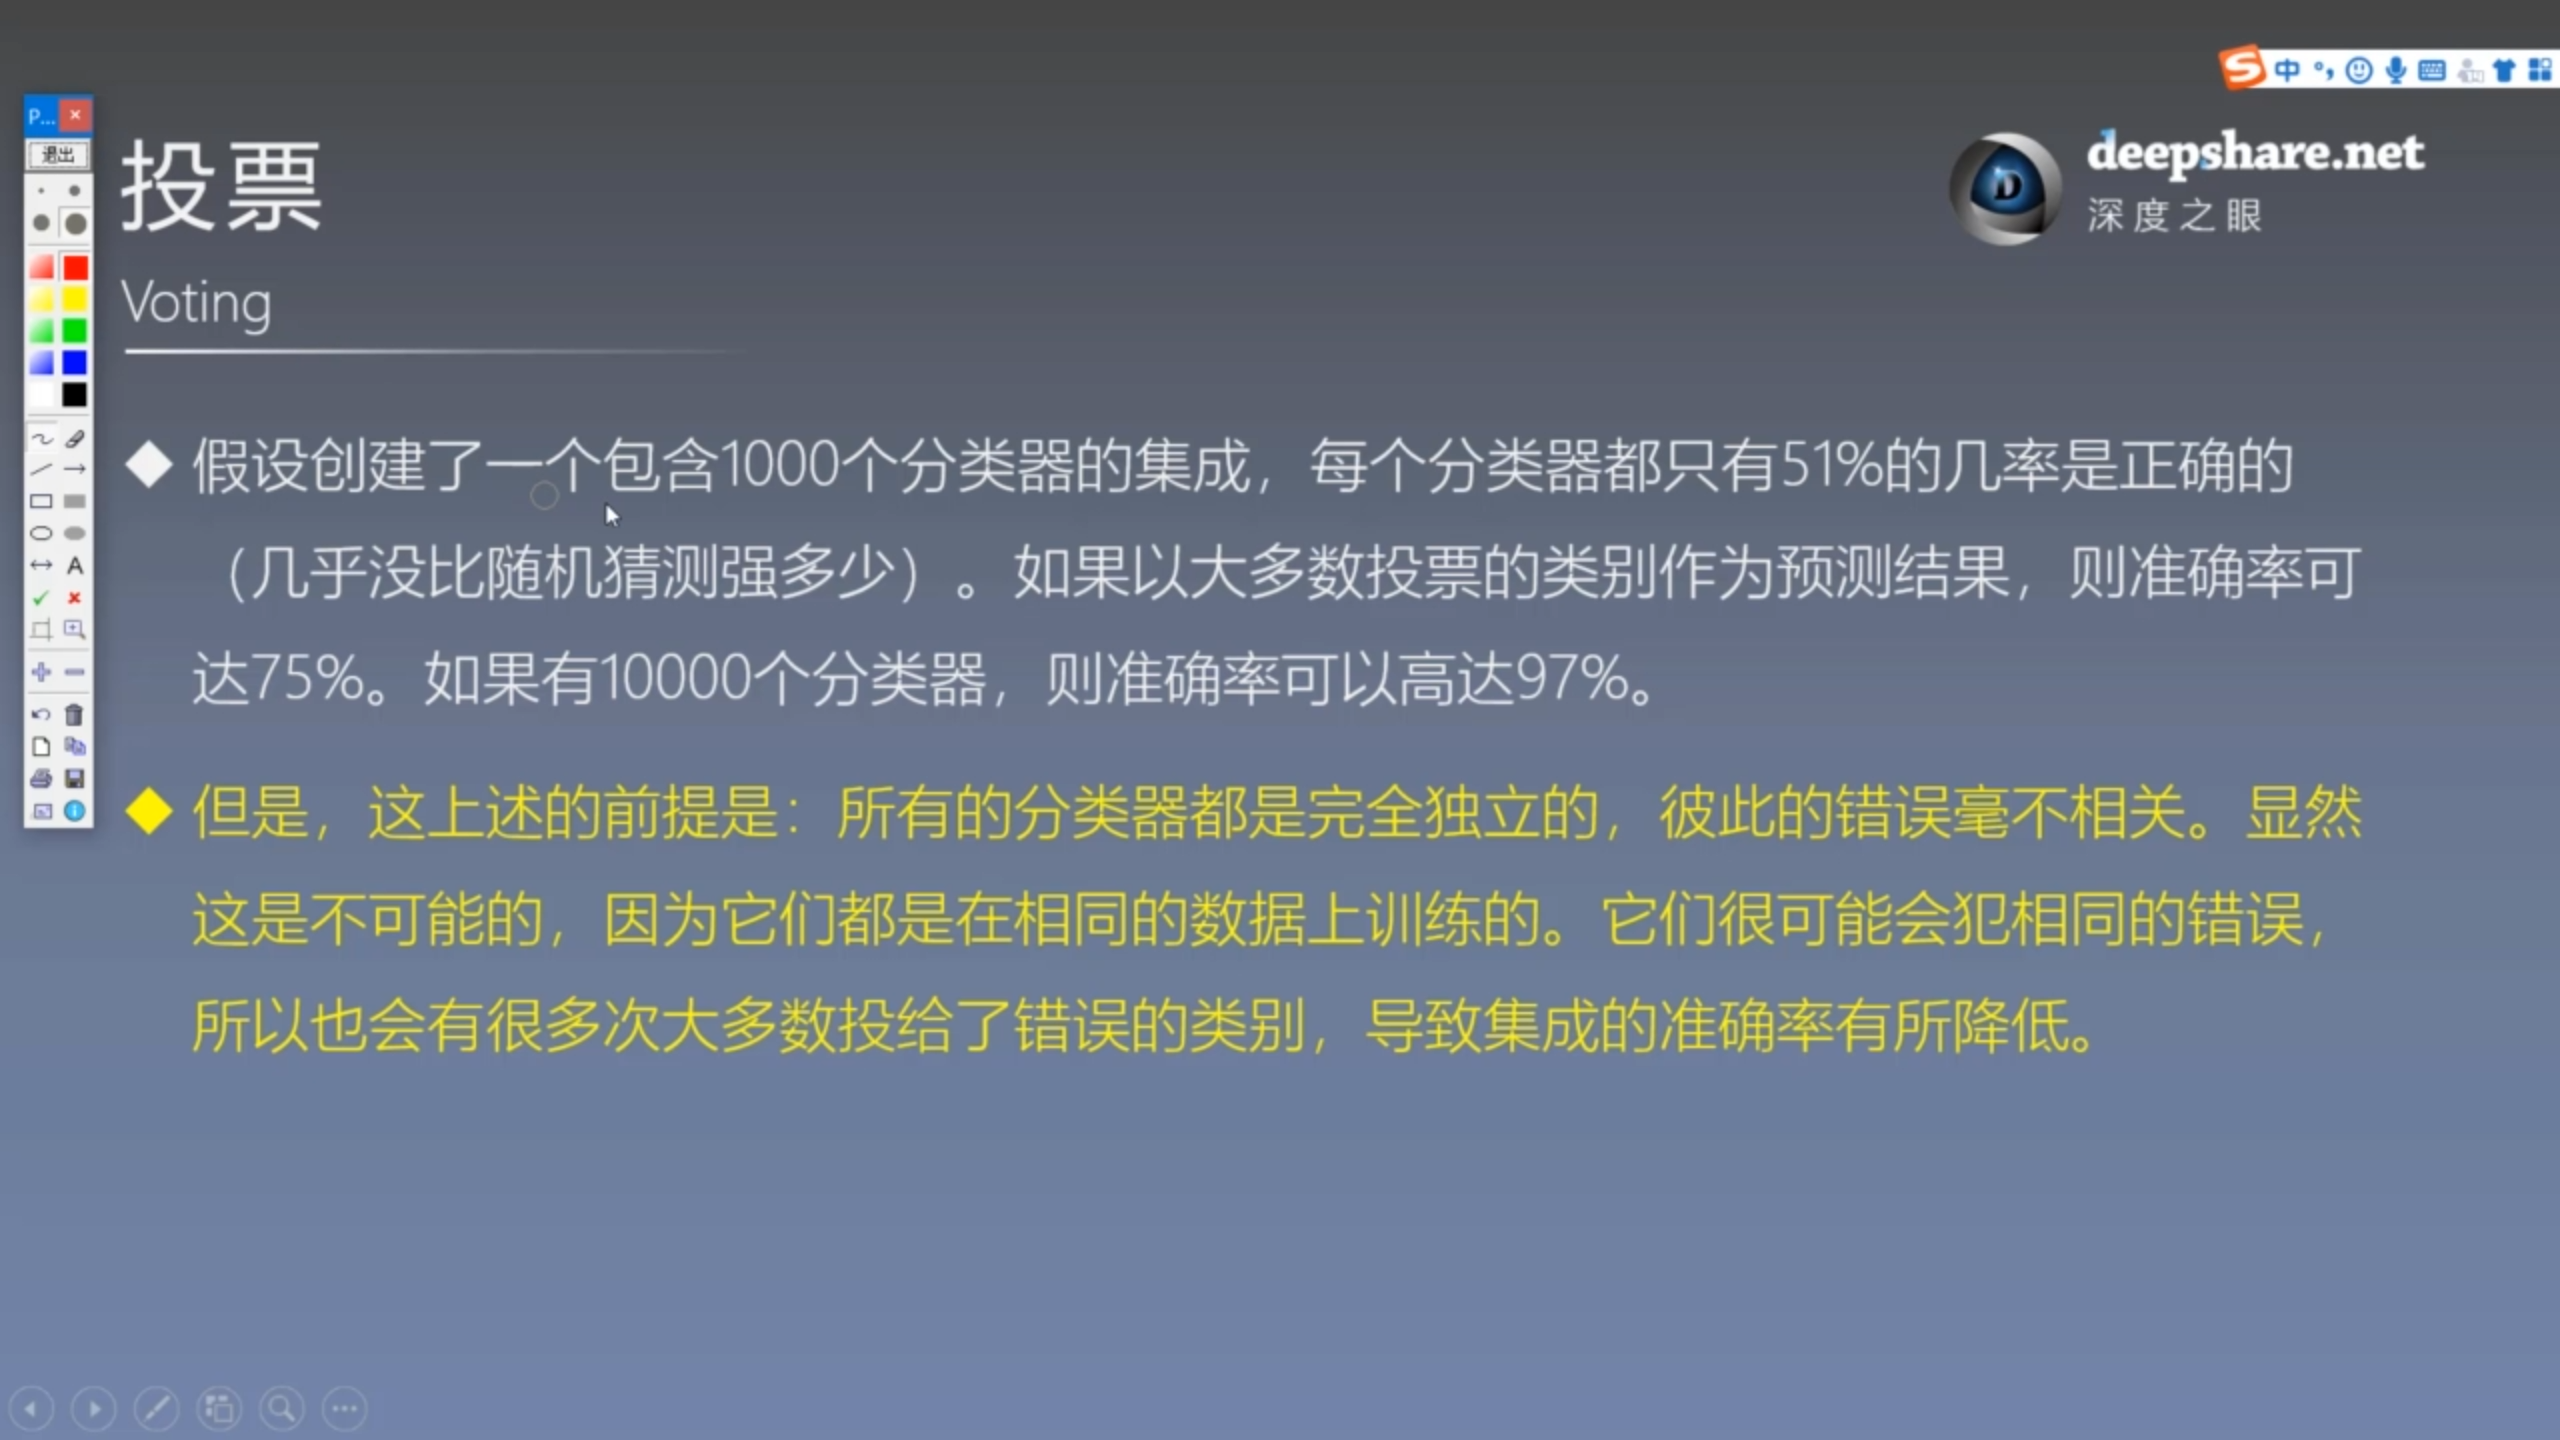 中
P...
退出
投票
deepshare.net
深度之眼
Voting
假设创建了一个包含1000个分类器的集成，每个分类器都只有51%的几率是正确的
（几乎没比随机猜测强多少）。如果以大多数投票的类别作为预测结果，则准确率可
达75%。如果有10000个分类器，则准确率可以高达97%。
但是，这上述的前提是：所有的分类器都是完全独立的，彼此的错误毫不相关。显然
这是不可能的，因为它们都是在相同的数据上训练的。它们很可能会犯相同的错误，
所以也会有很多次大多数投给了错误的类别，导致集成的准确率有所降低。